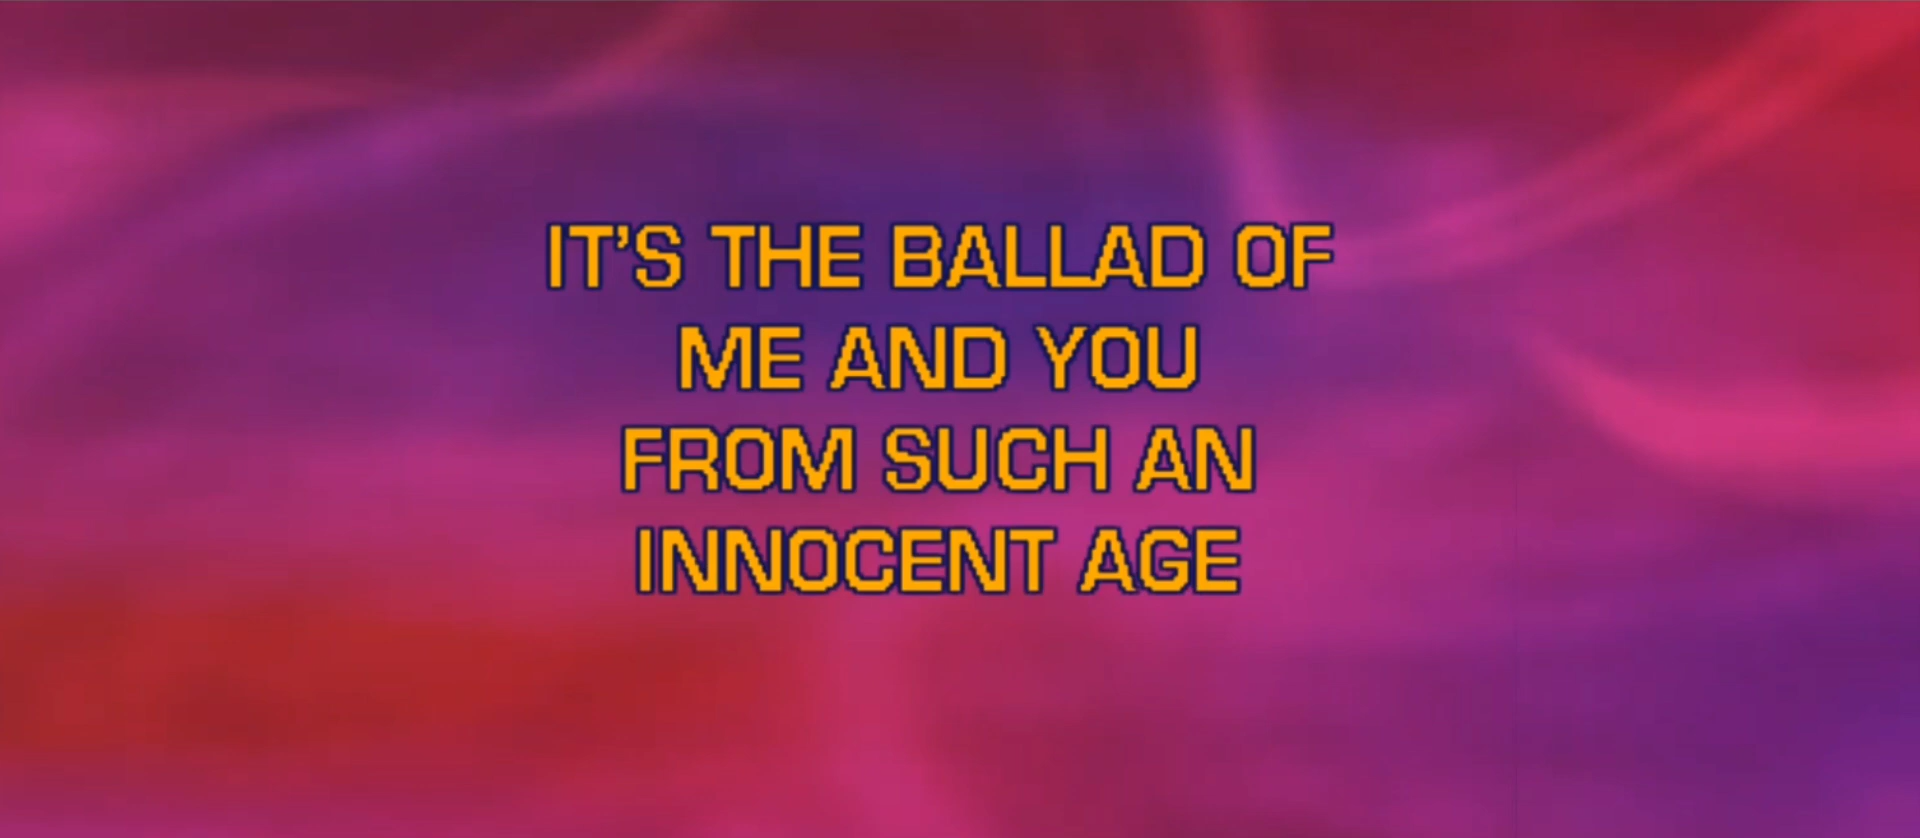 IT'S THE BALLAD OF
ME AND YOU
FROM SUCH AN
INNOCENT AGE